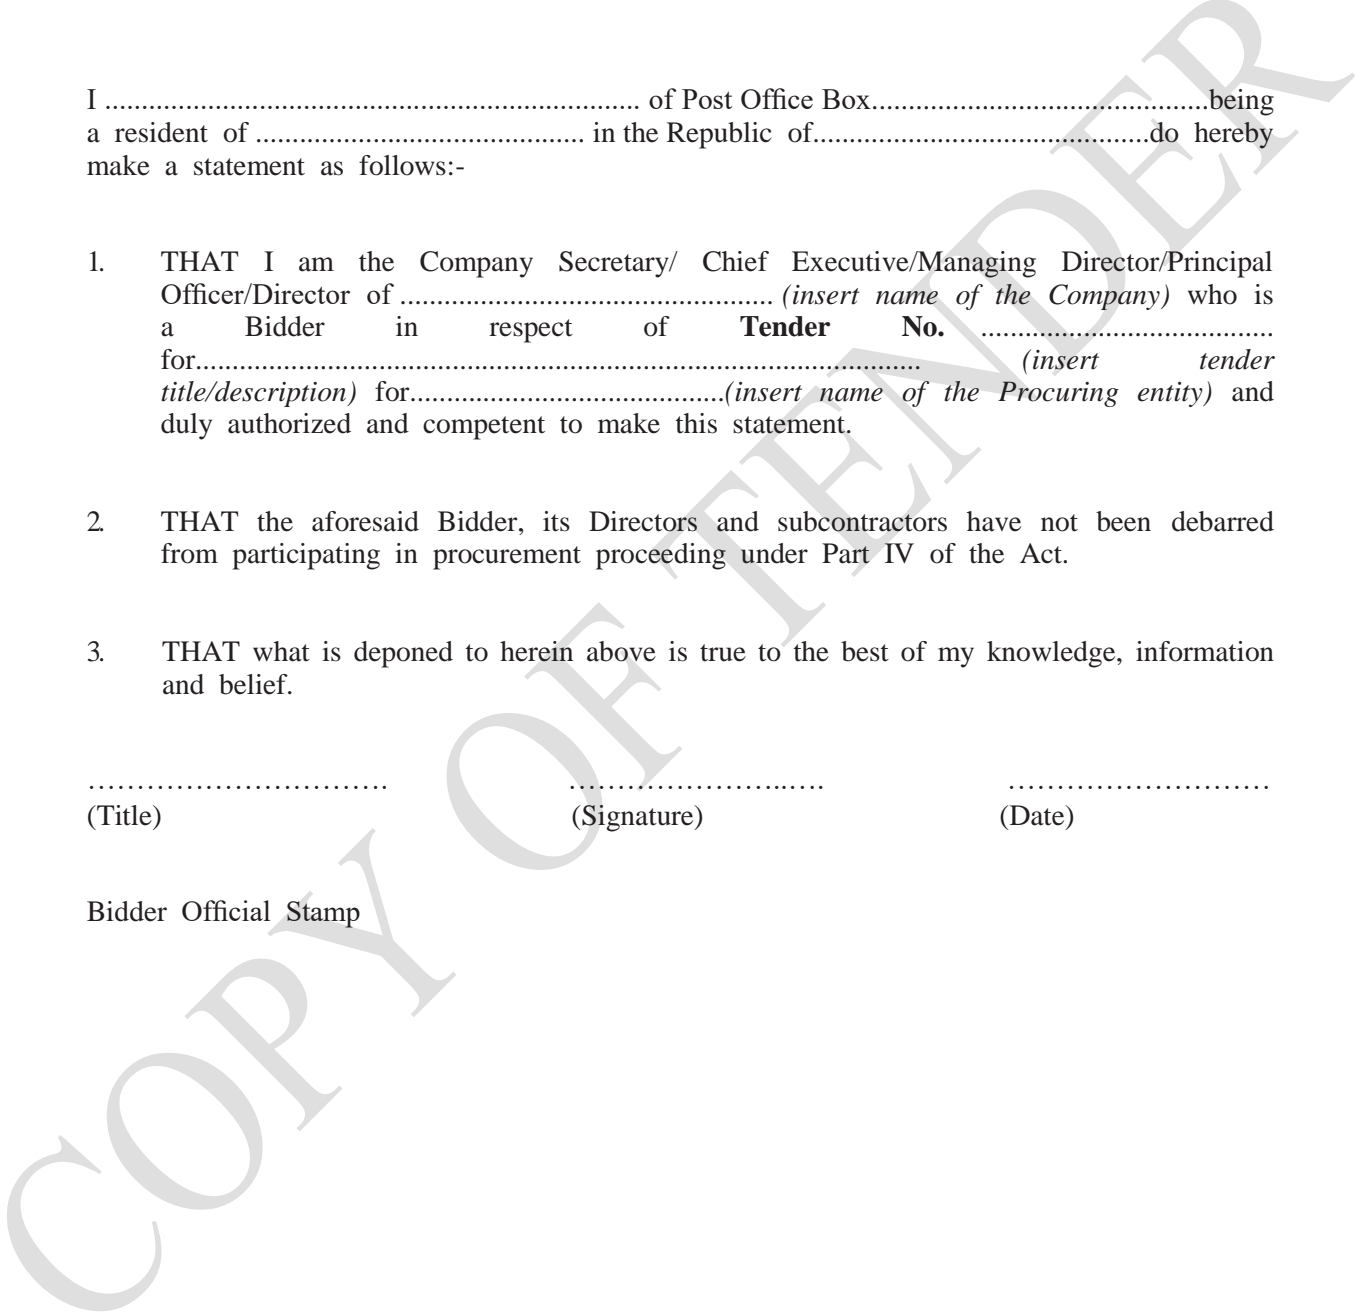 I ......................................................................... of Post Office Box..............................................being
a resident of ............................................. in the Republic of..............................................do hereby
make a statement as follows:-
1. THAT I am the Company Secretary/ Chief Executive/Managing Director/Principal
Officer/Director of ................................................... (insert name of the Company) who is
a Bidder in respect of Tender No. ........................................
for................................................................................................... (insert tender
title/description) for...........................................(insert name of the Procuring entity) and
duly authorized and competent to make this statement.
2. THAT the aforesaid Bidder, its Directors and subcontractors have not been debarred
from participating in procurement proceeding under Part IV of the Act.
3. THAT what is deponed to herein above is true to the best of my knowledge, information
and belief.
…………………………. …………………..…. ………………………
(Title) (Signature) (Date)
Bidder Official Stamp
COPY OF TENDER